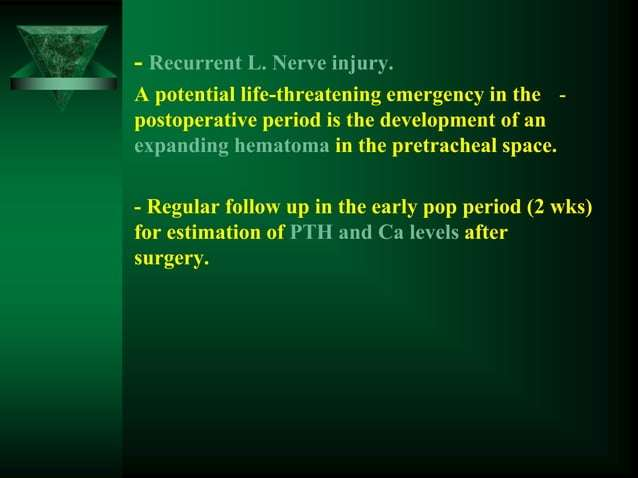 - Recurrent L. Nerve injury.
A potential life-threatening emergency in the -
postoperative period is the development of an
expanding hematoma in the pretracheal space.
- Regular follow up in the early pop period (2 wks)
for estimation of PTH and Ca levels after
surgery.